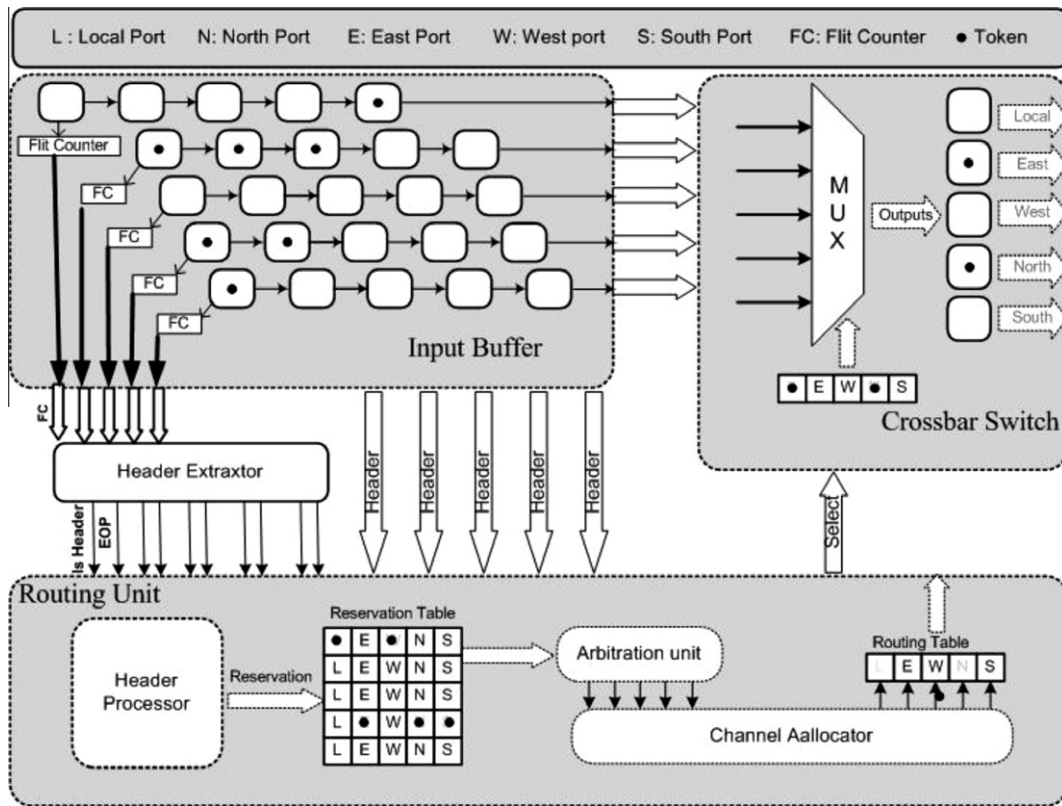 L : Local Port N: North Port E: East Port W: West port S: South Port FC: Flit Counter Token
Flit Counter
FC
FC
FC
FC
Input Buffer
MUX
Outputs
Local
East
West
North
South
E W S
Crossbar Switch
FC
Header Extraxtor
Is Header
EOP
Header
Header
Header
Header
Header
Select
Routing Unit
Header
Processor
Reservation
Reservation Table
E N S
L E W N S
L E W N S
L W
L E W N S
Arbitration unit
Channel Aallocator
Routing Table
L E W N S